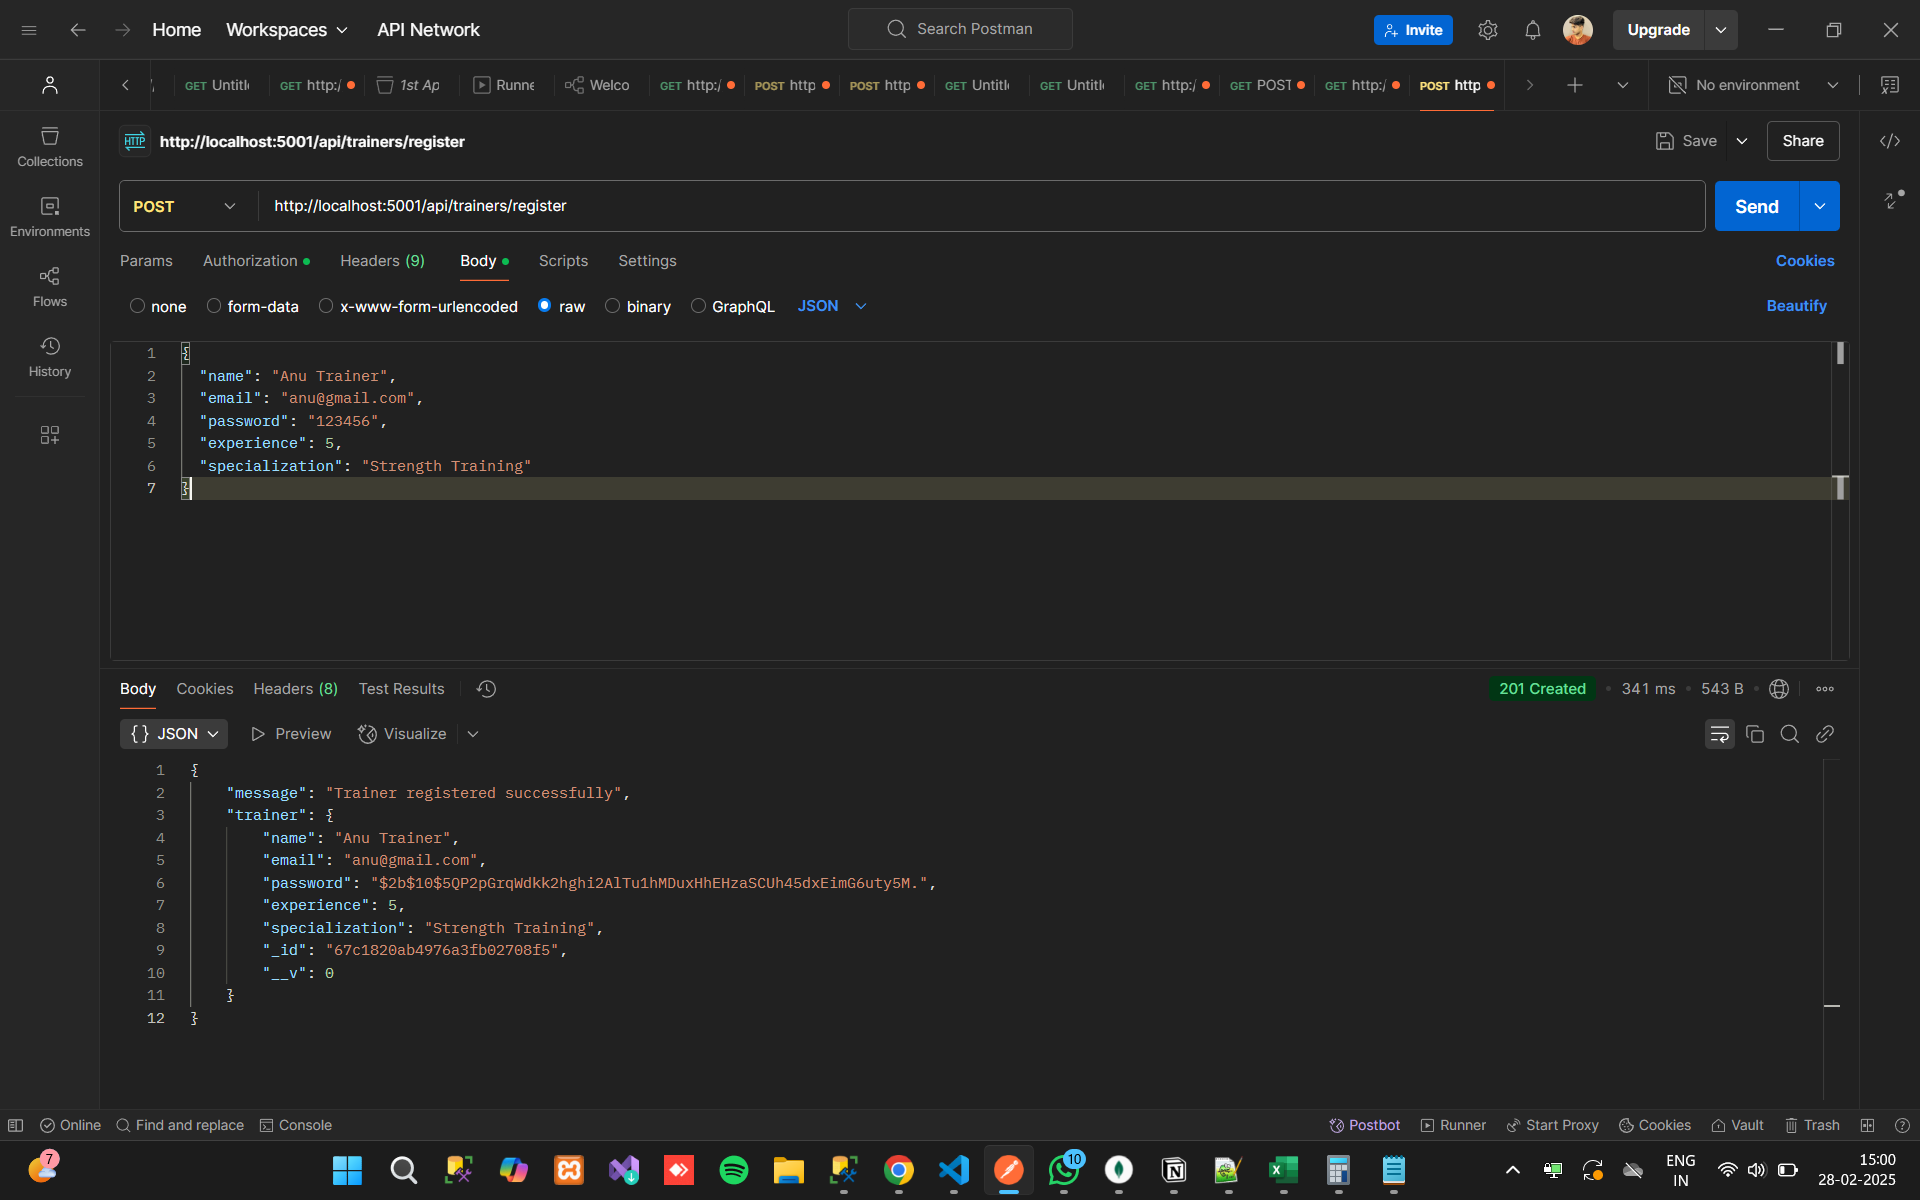 Home Workspaces API Network Search Postman Invite Upgrade
GET Untitl GET http:/ 1st Ap Runne Welco GET http:/ POST http POST http GET Untitl GET Untitl GET http:/ GET POST GET http:/ POST http No environment
HTTP http://localhost:5001/api/trainers/register Save Share
Collections
Environments
Flows
History
POST http://localhost:5001/api/trainers/register Send
Params Authorization Headers (9) Body Scripts Settings Cookies
none form-data x-www-form-urlencoded raw binary GraphQL JSON Beautify
1 {
2 "name": "Anu Trainer",
3 "email": "anu@gmail.com",
4 "password": "123456",
5 "experience": 5,
6 "specialization": "Strength Training"
7 }
Body Cookies Headers (8) Test Results 201 Created 341 ms 543 B
{} JSON Preview Visualize
1 {
2 "message": "Trainer registered successfully",
3 "trainer": {
4 "name": "Anu Trainer",
5 "email": "anu@gmail.com",
6 "password": "$2b$10$5QP2pGrqWdkk2hghi2AlTu1hMDuxHhEHzaSCUh45dxEimG6uty5M.",
7 "experience": 5,
8 "specialization": "Strength Training",
9 "_id": "67c1820ab4976a3fb02708f5",
10 "__v": 0
11 }
12 }
Online Find and replace Console Postbot Runner Start Proxy Cookies Vault Trash
7 10 ENG 15:00
IN 28-02-2025